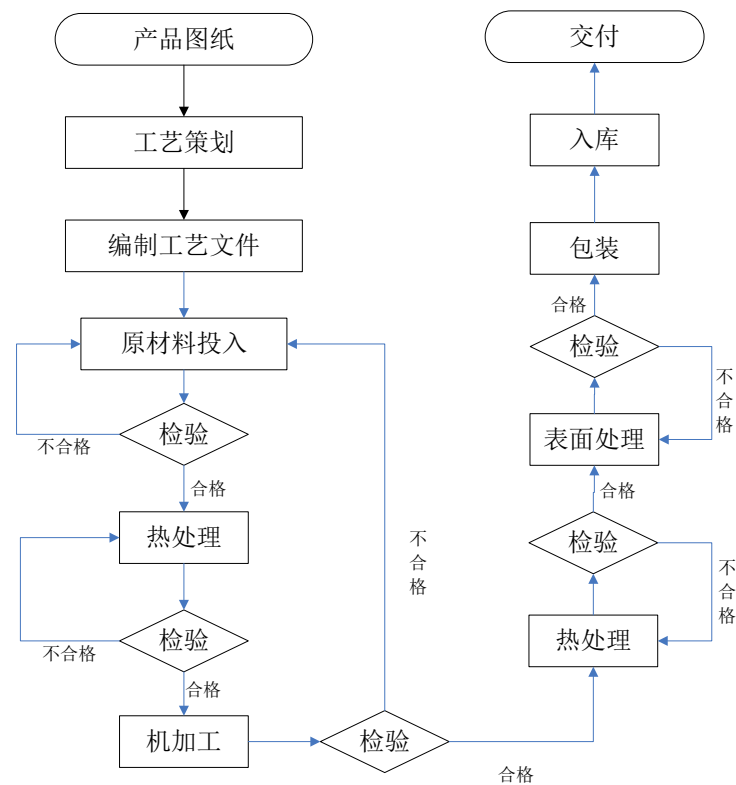 产品图纸
工艺策划
编制工艺文件
原材料投入
检验
不合格
合格
热处理
检验
不合格
合格
机加工
检验
不合格
合格
热处理
检验
不合格
合格
表面处理
检验
不合格
合格
包装
入库
交付